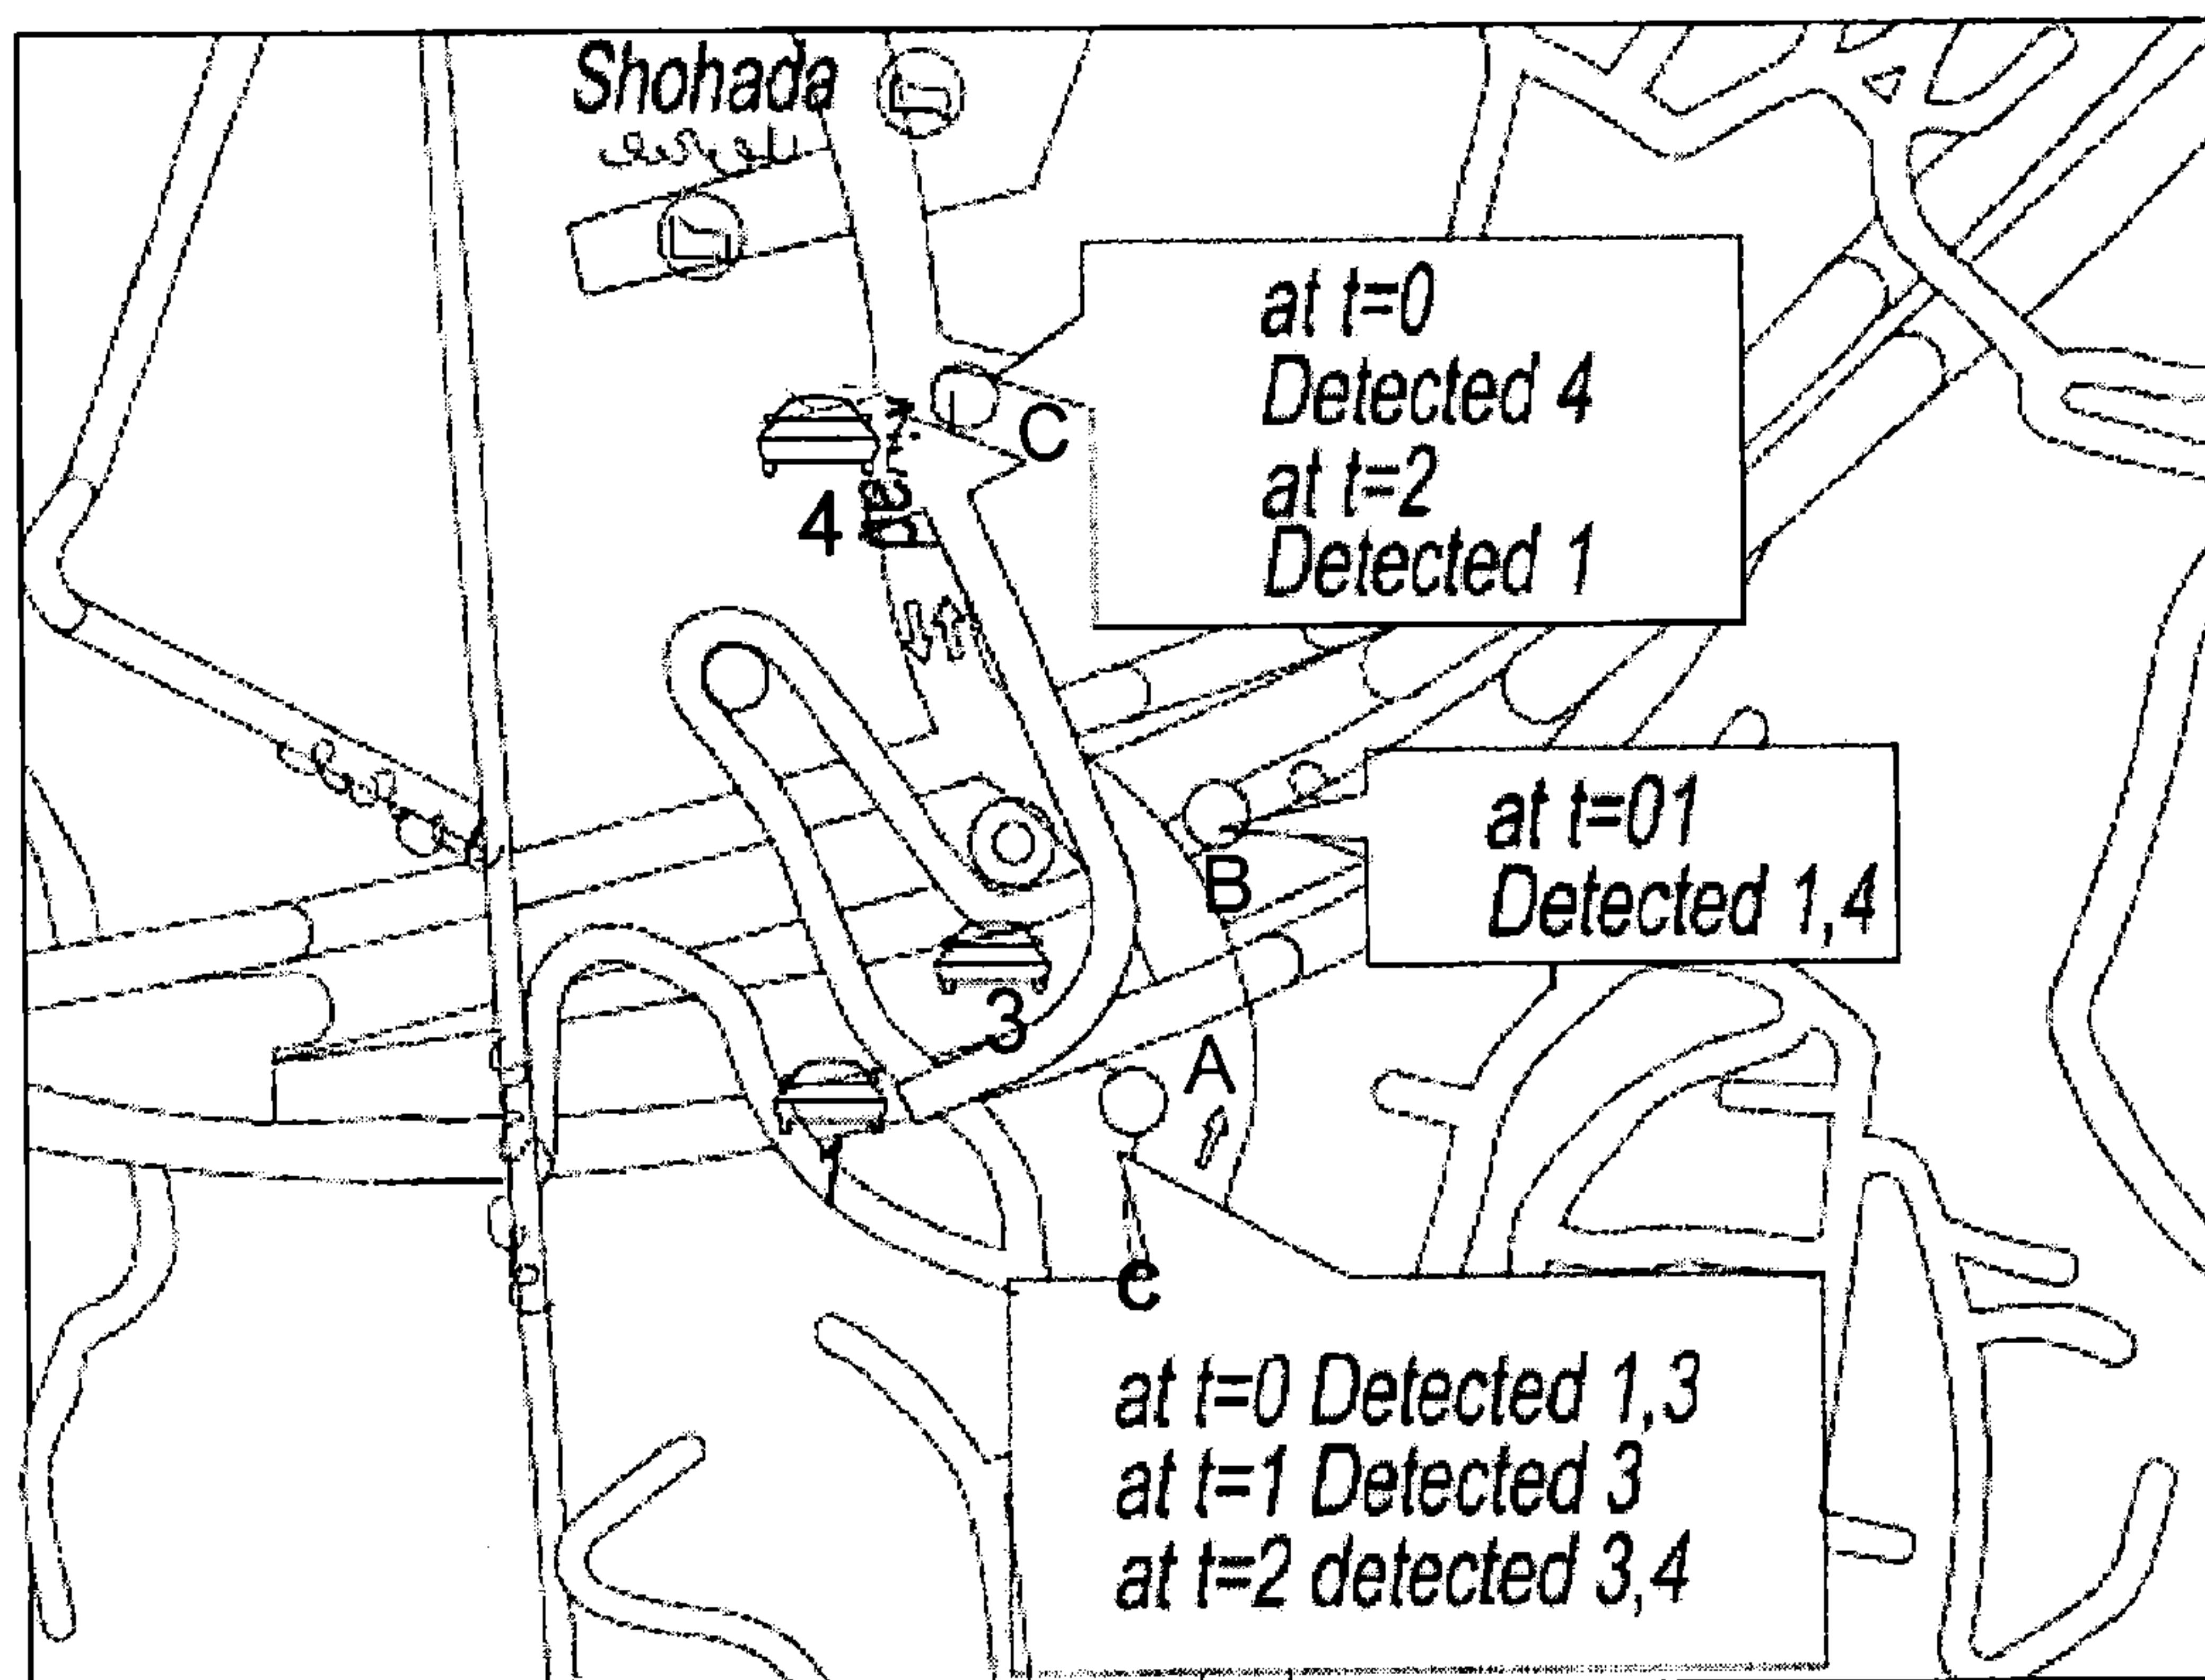 Shohada
at t=0
Detected 4
at t=2
Detected 1
C
4
at t=01
Detected 1,4
B
3
A
e
at t=0 Detected 1,3
at t=1 Detected 3
at t=2 detected 3,4